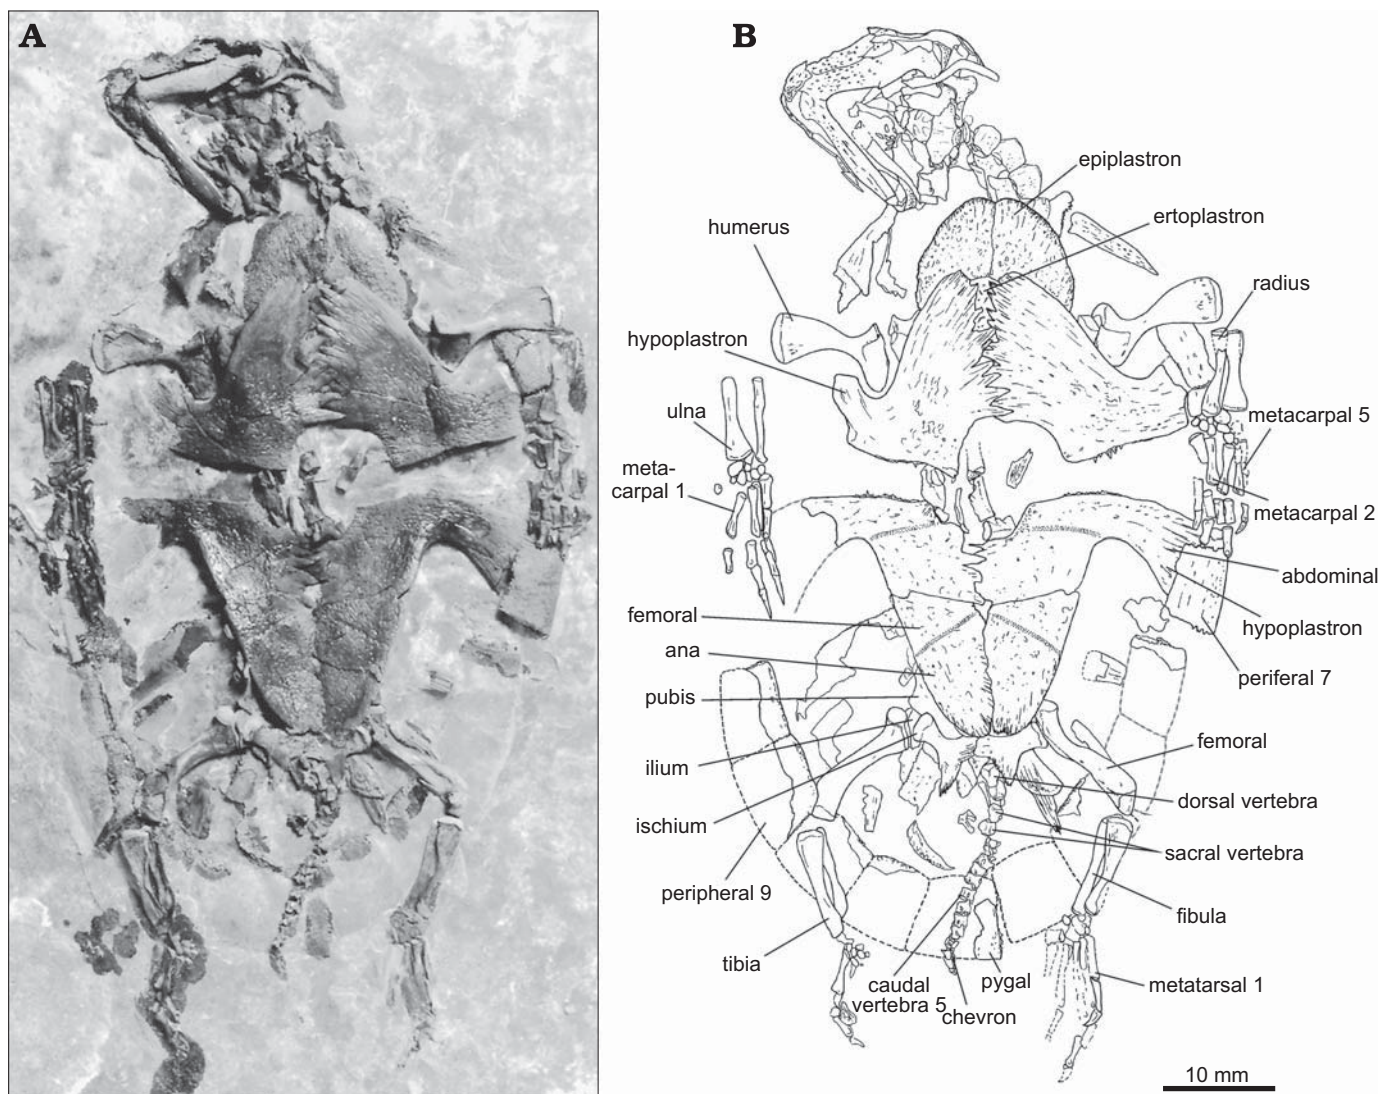 A
B
epiplastron
ertoplastron
humerus
radius
hypoplastron
ulna
metacarpal 5
meta-
carpal 1
metacarpal 2
abdominal
hypoplastron
femoral
ana
periferal 7
pubis
femoral
ilium
dorsal vertebra
ischium
sacral vertebra
peripheral 9
fibula
tibia
caudal
vertebra 5
pygal
metatarsal 1
chevron
10 mm